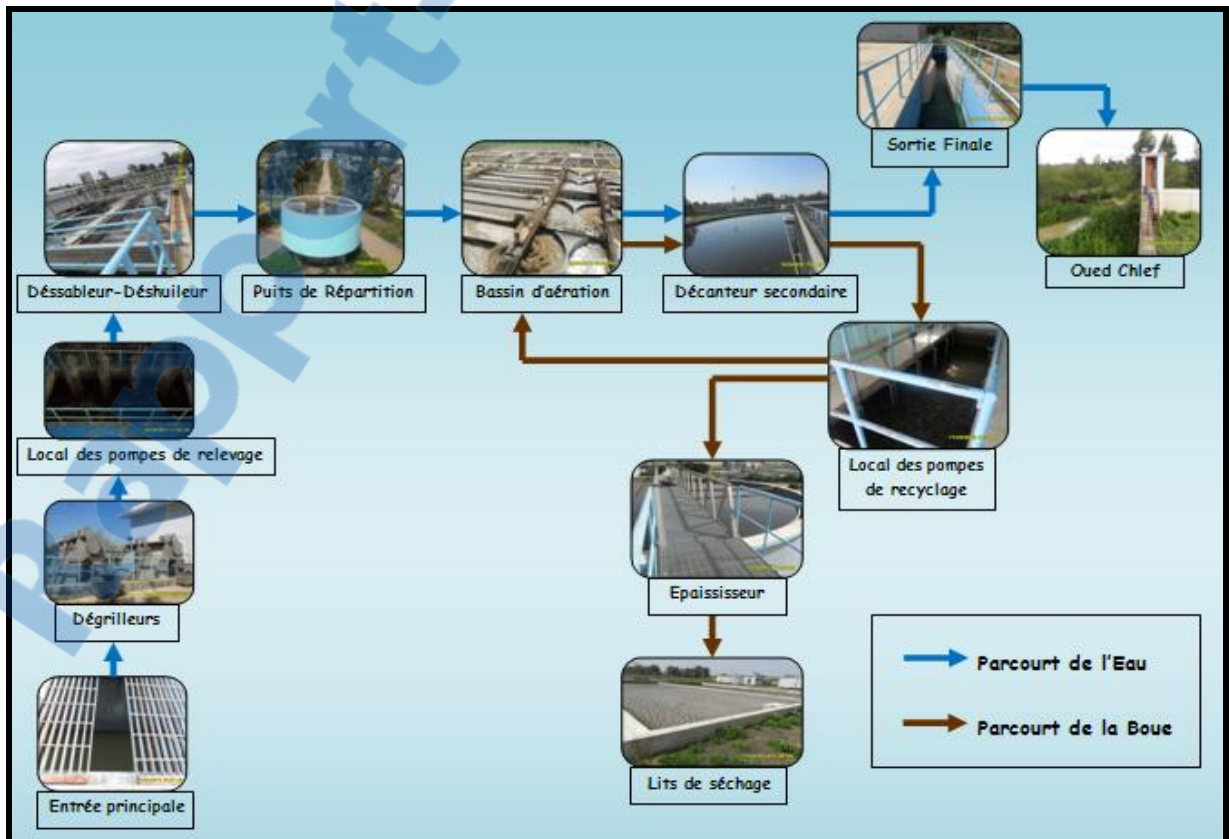 Sortie Finale
Oued Chlef
Déssableur-Déshuileur
Puits de Répartition
Bassin d'aération
Décanteur secondaire
Local des pompes de relevage
Local des pompes
de recyclage
Dégrilleurs
Epaississeur
Entrée principale
Lits de séchage
Parcourt de l'Eau
Parcourt de la Boue